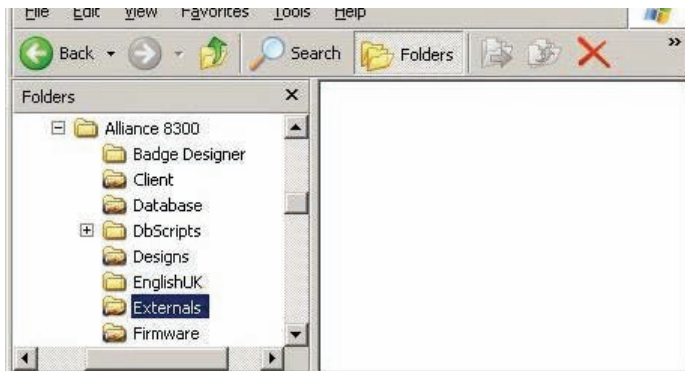 File Edit View Favorites Tools Help
Back Search Folders »
Folders
Alliance 8300
Badge Designer
Client
Database
DbScripts
Designs
EnglishUK
Externals
Firmware